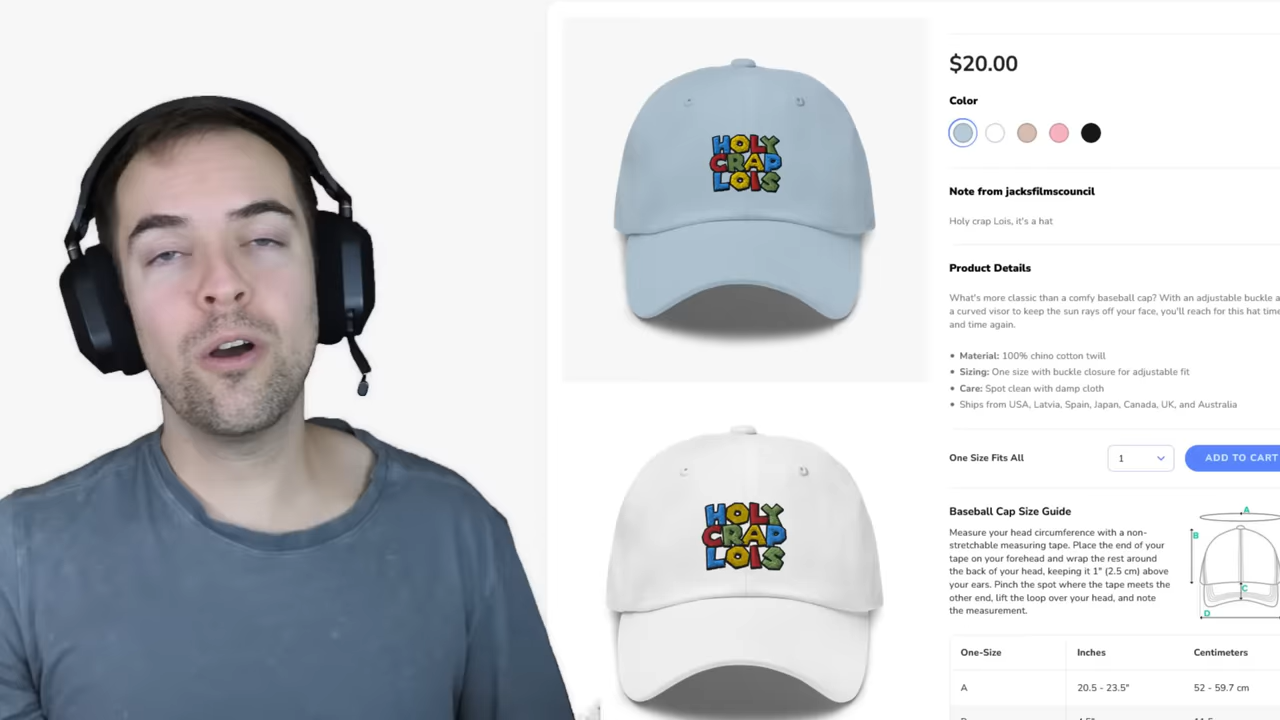 HOLY
CRAP
LOIS
HOLY
CRAP
LOIS
$20.00
Color
Note from jacksfilmscouncil
Holy crap Lois, it's a hat
Product Details
What's more classic than a comfy baseball cap? With an adjustable buckle a
a curved visor to keep the sun rays off your face, you'll reach for this hat time
and time again.
• Material: 100% chino cotton twill
• Sizing: One size with buckle closure for adjustable fit
• Care: Spot clean with damp cloth
• Ships from USA, Latvia, Spain, Japan, Canada, UK, and Australia
One Size Fits All
1
ADD TO CART
Baseball Cap Size Guide
Measure your head circumference with a non-
stretchable measuring tape. Place the end of your
tape on your forehead and wrap the rest around
the back of your head, keeping it 1" (2.5 cm) above
your ears. Pinch the spot where the tape meets the
other end, lift the loop over your head, and note
the measurement.
A
B
C
D
One-Size Inches Centimeters
A 20.5 - 23.5" 52 - 59.7 cm